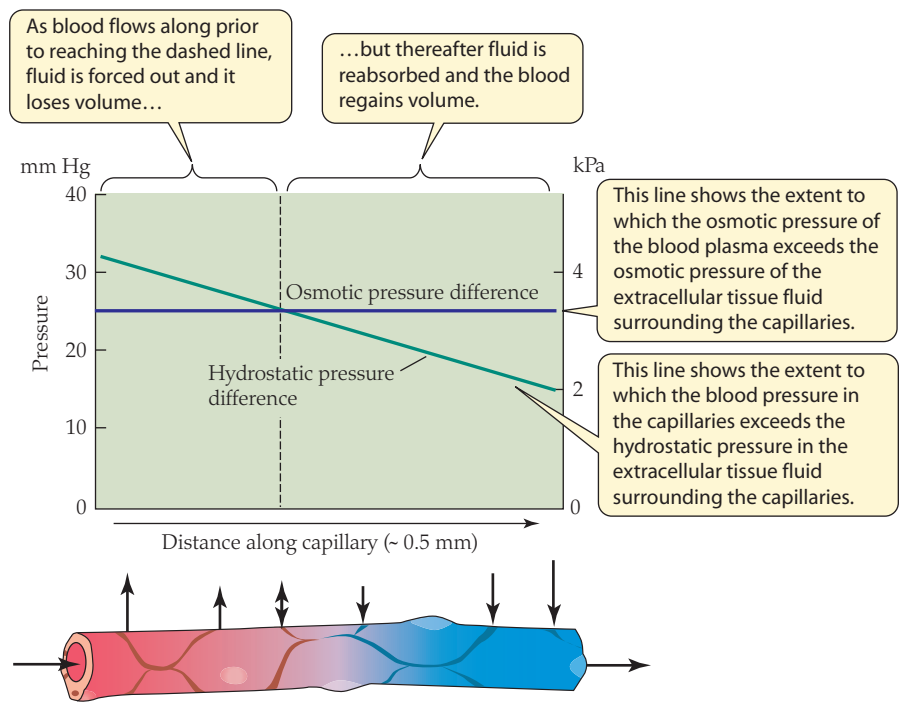 As blood flows along prior
to reaching the dashed line,
fluid is forced out and it
loses volume…
…but thereafter fluid is
reabsorbed and the blood
regains volume.
mm Hg
kPa
40
30
20
10
0
Pressure
4
2
0
Osmotic pressure difference
Hydrostatic pressure
difference
This line shows the extent to
which the osmotic pressure of
the blood plasma exceeds the
osmotic pressure of the
extracellular tissue fluid
surrounding the capillaries.
This line shows the extent to
which the blood pressure in
the capillaries exceeds the
hydrostatic pressure in the
extracellular tissue fluid
surrounding the capillaries.
Distance along capillary (~ 0.5 mm)